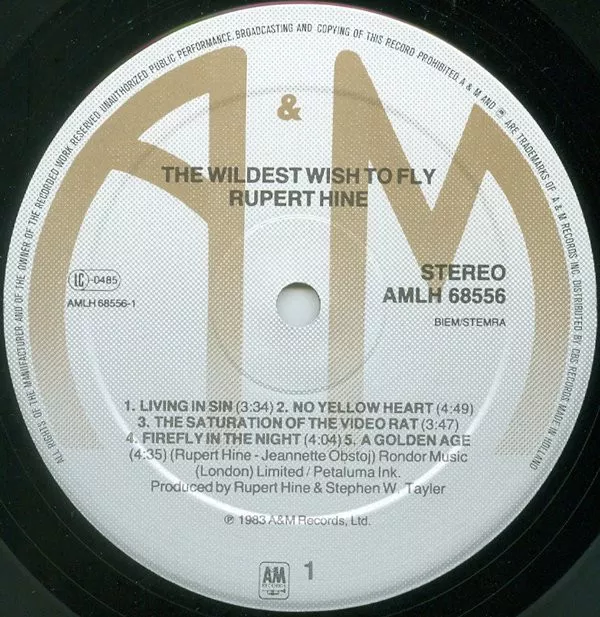 ALL RIGHTS OF THE MANUFACTURER AND OF THE OWNER OF THE RECORDED WORK RESERVED UNAUTHORIZED PUBLIC PERFORMANCE, BROADCASTING AND COPYING OF THIS RECORD PROHIBITED A & M AND ARE TRADEMARKS OF A & M RECORDS INC. DISTRIBUTED BY CBS RECORDS MADE IN HOLLAND
A&M
THE WILDEST WISH TO FLY
RUPERT HINE
LC-0485
AMLH 68556-1
STEREO
AMLH 68556
BIEM/STEMRA
1. LIVING IN SIN (3:34) 2. NO YELLOW HEART (4:49)
3. THE SATURATION OF THE VIDEO RAT (3:47)
4. FIREFLY IN THE NIGHT (4:04) 5. A GOLDEN AGE
(4:35) (Rupert Hine - Jeannette Obstoj) Rondor Music
(London) Limited / Petaluma Ink.
Produced by Rupert Hine & Stephen W. Tayler
℗ 1983 A&M Records, Ltd.
AM
RECORDS
1